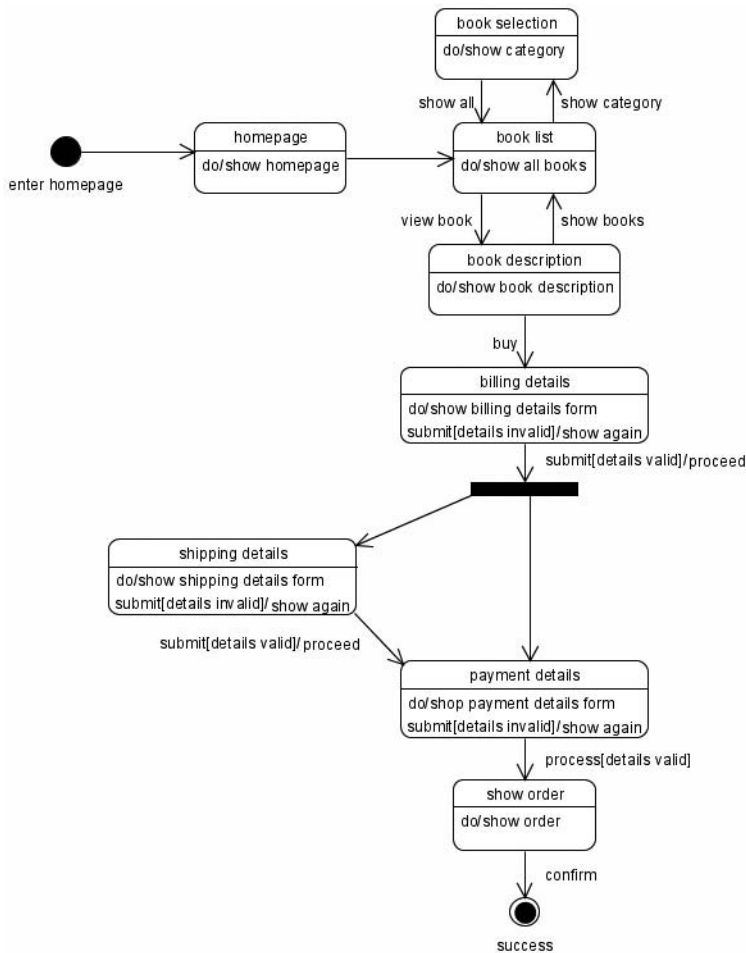 book selection
do/show category
show all
show category
homepage
do/show homepage
book list
do/show all books
enter homepage
view book
show books
book description
do/show book description
buy
billing details
do/show billing details form
submit[details invalid]/show again
submit[details valid]/proceed
shipping details
do/show shipping details form
submit[details invalid]/show again
submit[details valid]/proceed
payment details
do/shop payment details form
submit[details invalid]/show again
process[details valid]
show order
do/show order
confirm
success